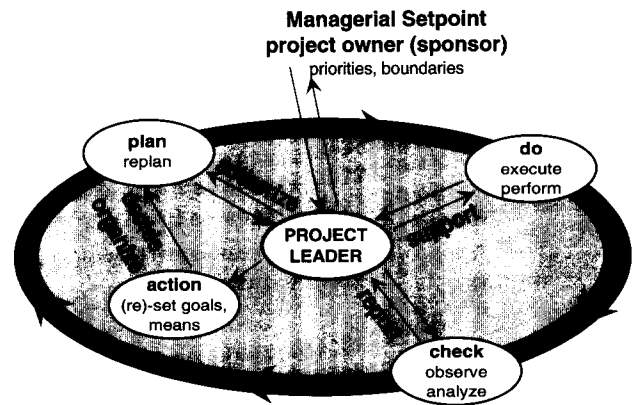 Managerial Setpoint
project owner (sponsor)
priorities, boundaries
plan
replan
do
execute
perform
support
PROJECT
LEADER
action
(re)-set goals,
means
check
observe
analyze